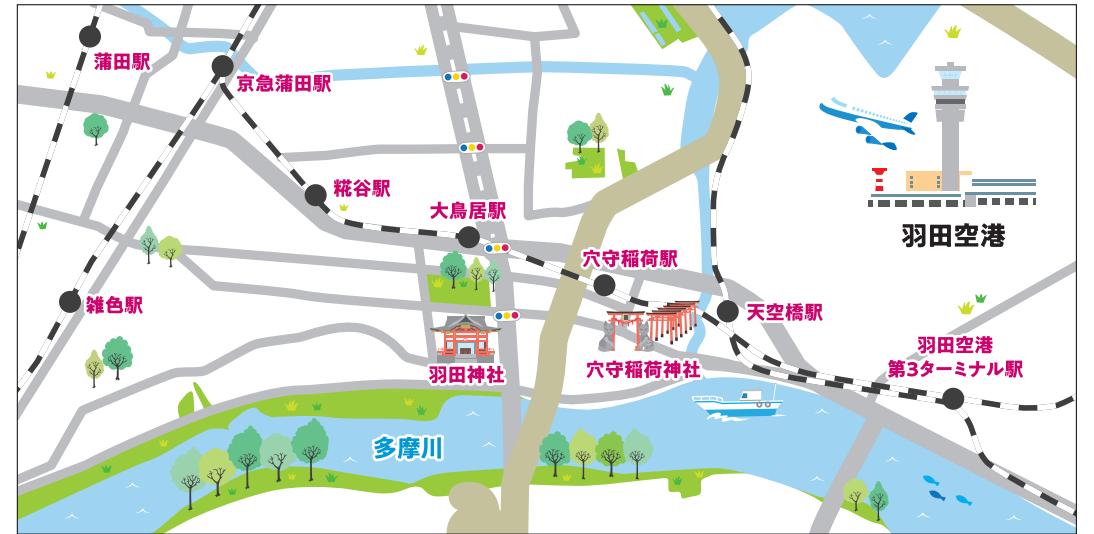 蒲田駅
京急蒲田駅
糀谷駅
大鳥居駅
羽田空港
穴守稲荷駅
雑色駅
天空橋駅
羽田空港
第3ターミナル駅
羽田神社
穴守稲荷神社
多摩川